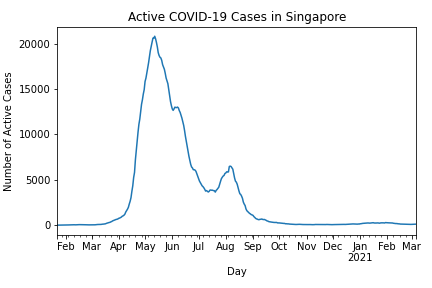 Active COVID-19 Cases in Singapore
Number of Active Cases
20000
15000
10000
5000
0
Feb Mar Apr May Jun Jul Aug Sep Oct Nov Dec Jan Feb Mar
2021
Day